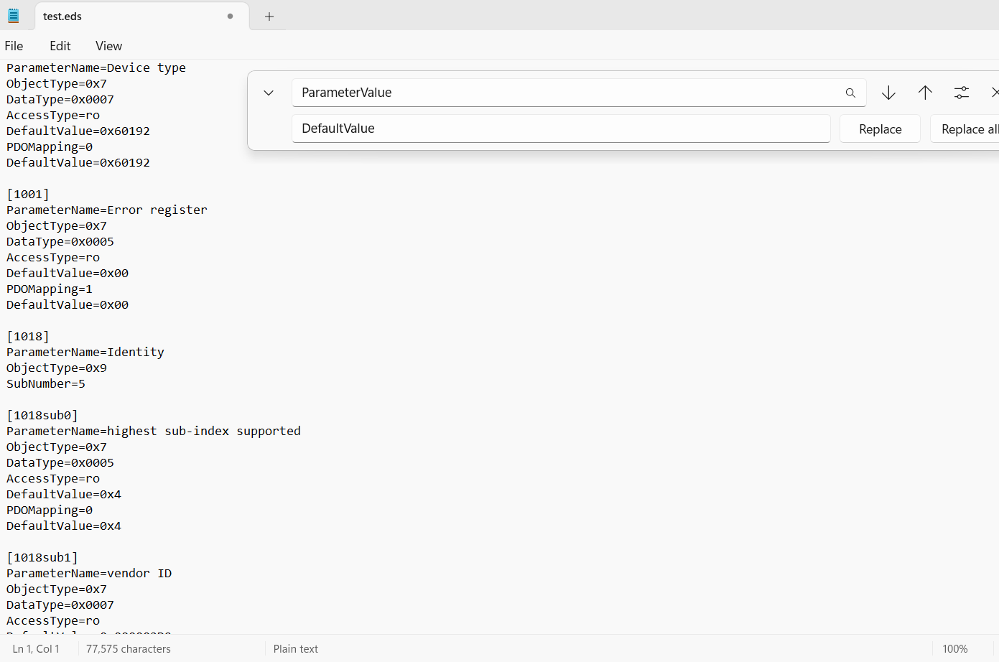 test.eds
File Edit View
ParameterValue
DefaultValue
Replace
Replace all
ParameterName=Device type
ObjectType=0x7
DataType=0x0007
AccessType=ro
DefaultValue=0x60192
PDOMapping=0
DefaultValue=0x60192
[1001]
ParameterName=Error register
ObjectType=0x7
DataType=0x0005
AccessType=ro
DefaultValue=0x00
PDOMapping=1
DefaultValue=0x00
[1018]
ParameterName=Identity
ObjectType=0x9
SubNumber=5
[1018sub0]
ParameterName=highest sub-index supported
ObjectType=0x7
DataType=0x0005
AccessType=ro
DefaultValue=0x4
PDOMapping=0
DefaultValue=0x4
[1018sub1]
ParameterName=vendor ID
ObjectType=0x7
DataType=0x0007
AccessType=ro
Ln 1, Col 1 77,575 characters Plain text 100%